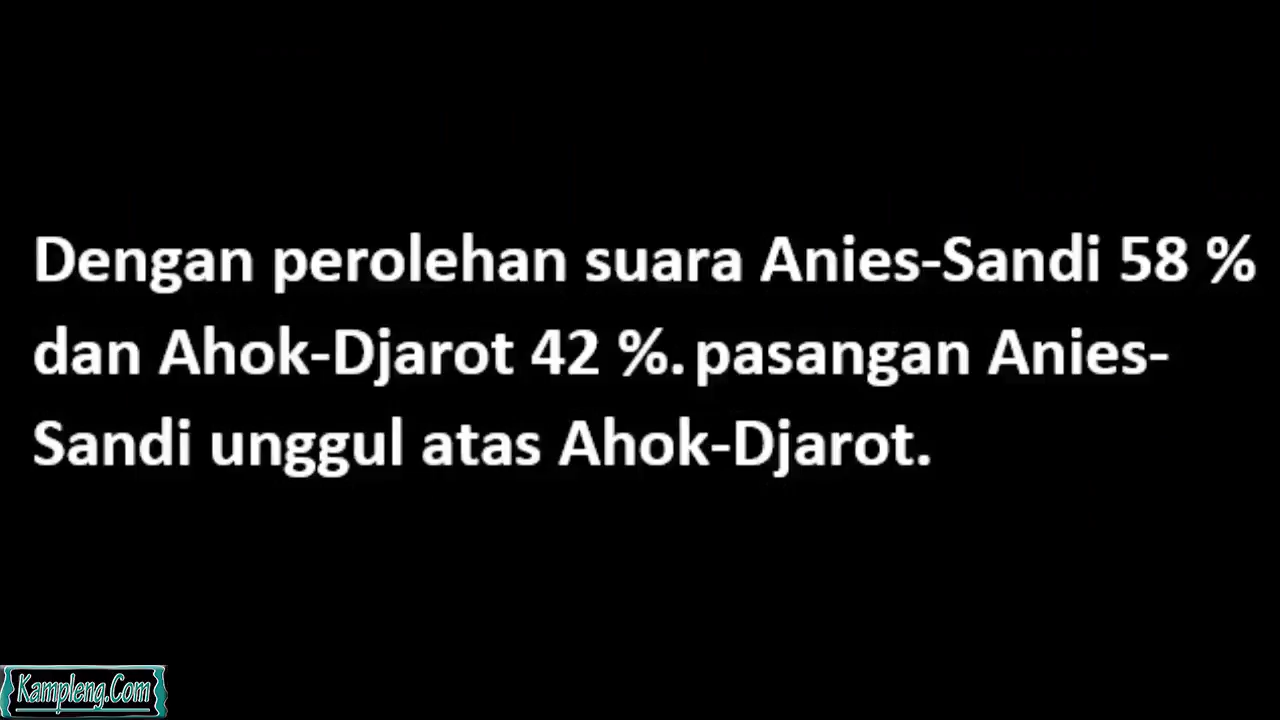 Dengan perolehan suara Anies-Sandi 58 %
dan Ahok-Djarot 42 %. pasangan Anies-
Sandi unggul atas Ahok-Djarot.
Kampleng.Com